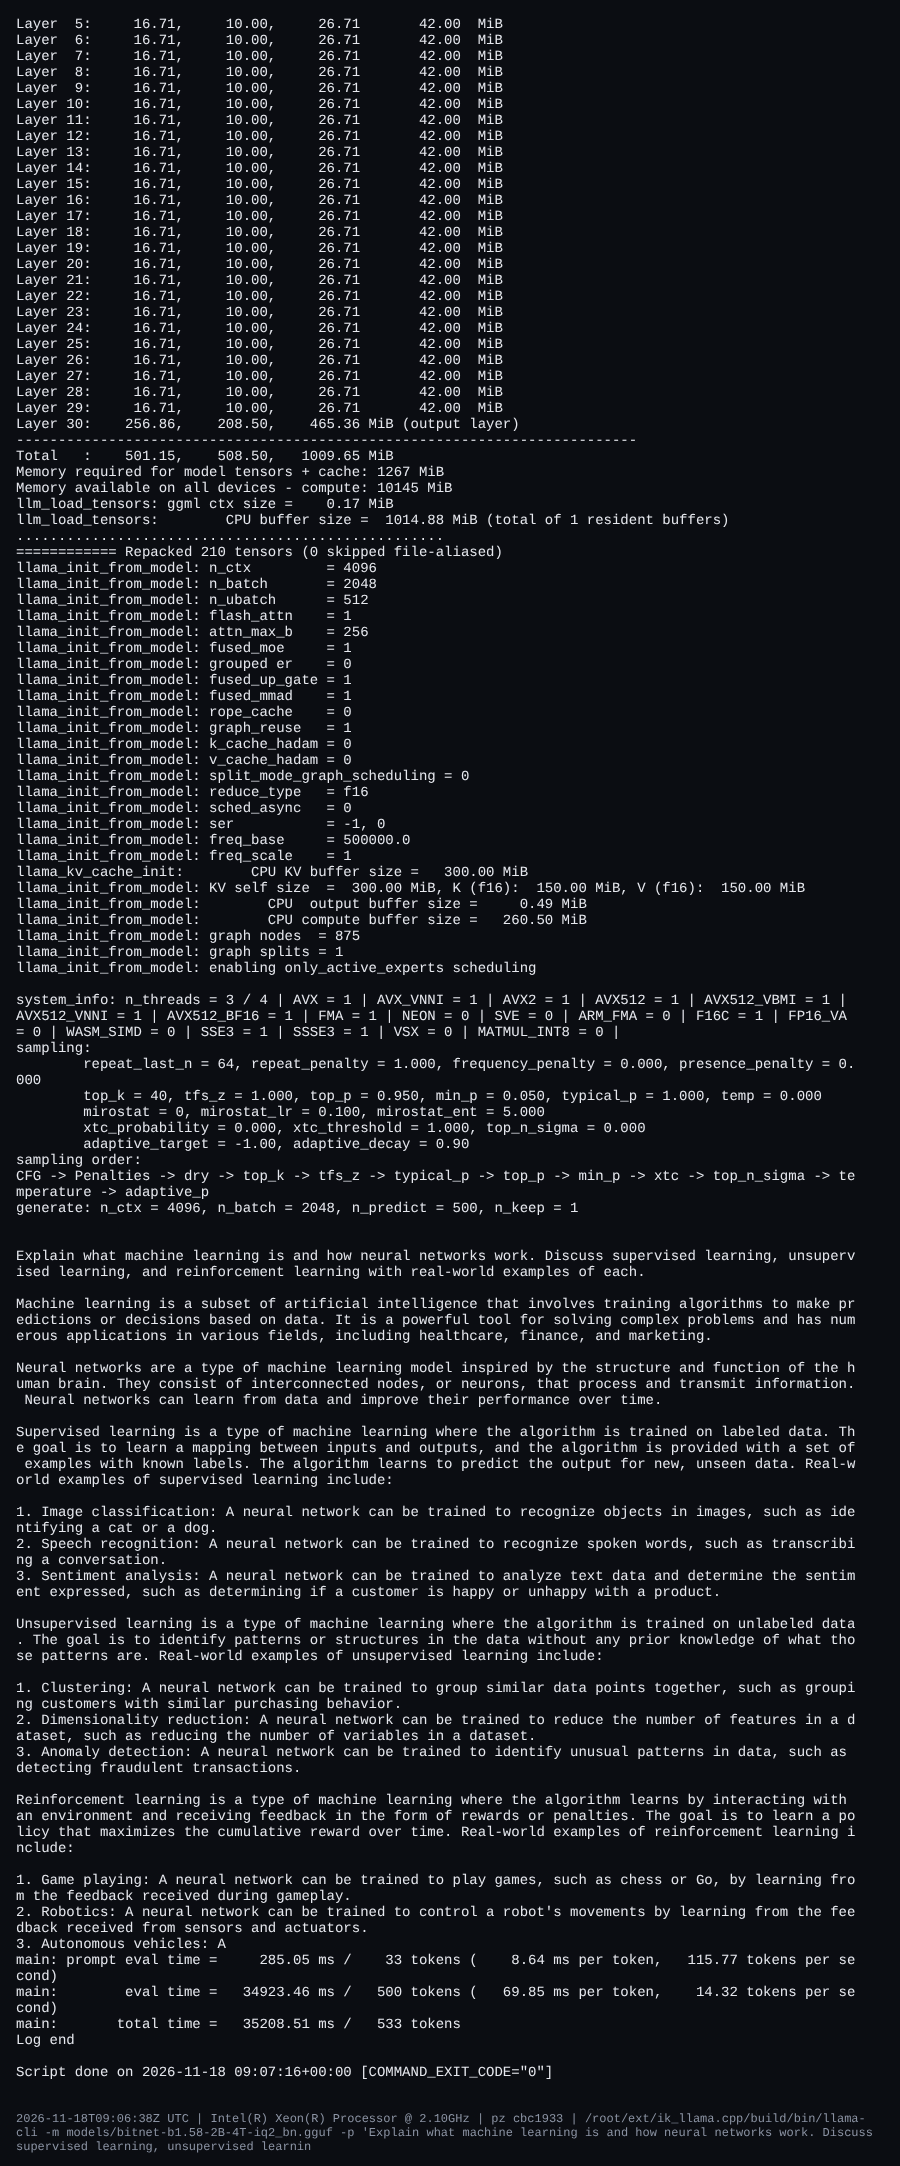 Layer  5:     16.71,     10.00,     26.71       42.00  MiB
Layer  6:     16.71,     10.00,     26.71       42.00  MiB
Layer  7:     16.71,     10.00,     26.71       42.00  MiB
Layer  8:     16.71,     10.00,     26.71       42.00  MiB
Layer  9:     16.71,     10.00,     26.71       42.00  MiB
Layer 10:     16.71,     10.00,     26.71       42.00  MiB
Layer 11:     16.71,     10.00,     26.71       42.00  MiB
Layer 12:     16.71,     10.00,     26.71       42.00  MiB
Layer 13:     16.71,     10.00,     26.71       42.00  MiB
Layer 14:     16.71,     10.00,     26.71       42.00  MiB
Layer 15:     16.71,     10.00,     26.71       42.00  MiB
Layer 16:     16.71,     10.00,     26.71       42.00  MiB
Layer 17:     16.71,     10.00,     26.71       42.00  MiB
Layer 18:     16.71,     10.00,     26.71       42.00  MiB
Layer 19:     16.71,     10.00,     26.71       42.00  MiB
Layer 20:     16.71,     10.00,     26.71       42.00  MiB
Layer 21:     16.71,     10.00,     26.71       42.00  MiB
Layer 22:     16.71,     10.00,     26.71       42.00  MiB
Layer 23:     16.71,     10.00,     26.71       42.00  MiB
Layer 24:     16.71,     10.00,     26.71       42.00  MiB
Layer 25:     16.71,     10.00,     26.71       42.00  MiB
Layer 26:     16.71,     10.00,     26.71       42.00  MiB
Layer 27:     16.71,     10.00,     26.71       42.00  MiB
Layer 28:     16.71,     10.00,     26.71       42.00  MiB
Layer 29:     16.71,     10.00,     26.71       42.00  MiB
Layer 30:    256.86,    208.50,    465.36 MiB (output layer)
--------------------------------------------------------------------------
Total   :    501.15,    508.50,   1009.65 MiB
Memory required for model tensors + cache: 1267 MiB
Memory available on all devices - compute: 10145 MiB
llm_load_tensors: ggml ctx size =    0.17 MiB
llm_load_tensors:        CPU buffer size =  1014.88 MiB (total of 1 resident buffers)
...................................................
============ Repacked 210 tensors (0 skipped file-aliased)
llama_init_from_model: n_ctx         = 4096
llama_init_from_model: n_batch       = 2048
llama_init_from_model: n_ubatch      = 512
llama_init_from_model: flash_attn    = 1
llama_init_from_model: attn_max_b    = 256
llama_init_from_model: fused_moe     = 1
llama_init_from_model: grouped er    = 0
llama_init_from_model: fused_up_gate = 1
llama_init_from_model: fused_mmad    = 1
llama_init_from_model: rope_cache    = 0
llama_init_from_model: graph_reuse   = 1
llama_init_from_model: k_cache_hadam = 0
llama_init_from_model: v_cache_hadam = 0
llama_init_from_model: split_mode_graph_scheduling = 0
llama_init_from_model: reduce_type   = f16
llama_init_from_model: sched_async   = 0
llama_init_from_model: ser           = -1, 0
llama_init_from_model: freq_base     = 500000.0
llama_init_from_model: freq_scale    = 1
llama_kv_cache_init:        CPU KV buffer size =   300.00 MiB
llama_init_from_model: KV self size  =  300.00 MiB, K (f16):  150.00 MiB, V (f16):  150.00 MiB
llama_init_from_model:        CPU  output buffer size =     0.49 MiB
llama_init_from_model:        CPU compute buffer size =   260.50 MiB
llama_init_from_model: graph nodes  = 875
llama_init_from_model: graph splits = 1
llama_init_from_model: enabling only_active_experts scheduling

system_info: n_threads = 3 / 4 | AVX = 1 | AVX_VNNI = 1 | AVX2 = 1 | AVX512 = 1 | AVX512_VBMI = 1 |
AVX512_VNNI = 1 | AVX512_BF16 = 1 | FMA = 1 | NEON = 0 | SVE = 0 | ARM_FMA = 0 | F16C = 1 | FP16_VA
= 0 | WASM_SIMD = 0 | SSE3 = 1 | SSSE3 = 1 | VSX = 0 | MATMUL_INT8 = 0 |
sampling:
        repeat_last_n = 64, repeat_penalty = 1.000, frequency_penalty = 0.000, presence_penalty = 0.
000
        top_k = 40, tfs_z = 1.000, top_p = 0.950, min_p = 0.050, typical_p = 1.000, temp = 0.000
        mirostat = 0, mirostat_lr = 0.100, mirostat_ent = 5.000
        xtc_probability = 0.000, xtc_threshold = 1.000, top_n_sigma = 0.000
        adaptive_target = -1.00, adaptive_decay = 0.90
sampling order:
CFG -> Penalties -> dry -> top_k -> tfs_z -> typical_p -> top_p -> min_p -> xtc -> top_n_sigma -> te
mperature -> adaptive_p
generate: n_ctx = 4096, n_batch = 2048, n_predict = 500, n_keep = 1


Explain what machine learning is and how neural networks work. Discuss supervised learning, unsuperv
ised learning, and reinforcement learning with real-world examples of each.

Machine learning is a subset of artificial intelligence that involves training algorithms to make pr
edictions or decisions based on data. It is a powerful tool for solving complex problems and has num
erous applications in various fields, including healthcare, finance, and marketing.

Neural networks are a type of machine learning model inspired by the structure and function of the h
uman brain. They consist of interconnected nodes, or neurons, that process and transmit information.
 Neural networks can learn from data and improve their performance over time.

Supervised learning is a type of machine learning where the algorithm is trained on labeled data. Th
e goal is to learn a mapping between inputs and outputs, and the algorithm is provided with a set of
 examples with known labels. The algorithm learns to predict the output for new, unseen data. Real-w
orld examples of supervised learning include:

1. Image classification: A neural network can be trained to recognize objects in images, such as ide
ntifying a cat or a dog.
2. Speech recognition: A neural network can be trained to recognize spoken words, such as transcribi
ng a conversation.
3. Sentiment analysis: A neural network can be trained to analyze text data and determine the sentim
ent expressed, such as determining if a customer is happy or unhappy with a product.

Unsupervised learning is a type of machine learning where the algorithm is trained on unlabeled data
. The goal is to identify patterns or structures in the data without any prior knowledge of what tho
se patterns are. Real-world examples of unsupervised learning include:

1. Clustering: A neural network can be trained to group similar data points together, such as groupi
ng customers with similar purchasing behavior.
2. Dimensionality reduction: A neural network can be trained to reduce the number of features in a d
ataset, such as reducing the number of variables in a dataset.
3. Anomaly detection: A neural network can be trained to identify unusual patterns in data, such as
detecting fraudulent transactions.

Reinforcement learning is a type of machine learning where the algorithm learns by interacting with
an environment and receiving feedback in the form of rewards or penalties. The goal is to learn a po
licy that maximizes the cumulative reward over time. Real-world examples of reinforcement learning i
nclude:

1. Game playing: A neural network can be trained to play games, such as chess or Go, by learning fro
m the feedback received during gameplay.
2. Robotics: A neural network can be trained to control a robot's movements by learning from the fee
dback received from sensors and actuators.
3. Autonomous vehicles: A
main: prompt eval time =     285.05 ms /    33 tokens (    8.64 ms per token,   115.77 tokens per se
cond)
main:        eval time =   34923.46 ms /   500 tokens (   69.85 ms per token,    14.32 tokens per se
cond)
main:       total time =   35208.51 ms /   533 tokens
Log end

Script done on 2026-11-18 09:07:16+00:00 [COMMAND_EXIT_CODE="0"]

2026-11-18T09:06:38Z UTC | Intel(R) Xeon(R) Processor @ 2.10GHz | pz cbc1933 | /root/ext/ik_llama.cpp/build/bin/llama-
cli -m models/bitnet-b1.58-2B-4T-iq2_bn.gguf -p 'Explain what machine learning is and how neural networks work. Discuss
supervised learning, unsupervised learnin